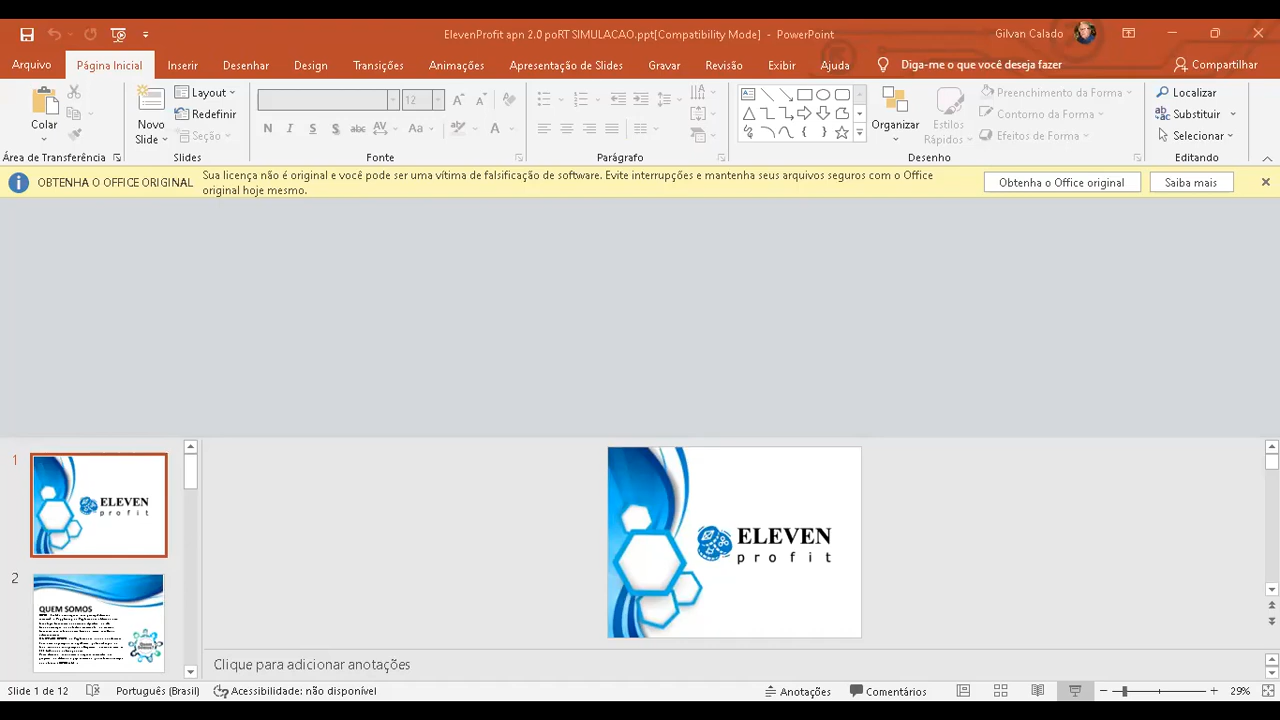 ElevenProfit apn 2.0 poRT SIMULACAO.ppt[Compatibility Mode] - PowerPoint
Gilvan Calado
Arquivo Página Inicial Inserir Desenhar Design Transições Animações Apresentação de Slides Gravar Revisão Exibir Ajuda Diga-me o que você deseja fazer Compartilhar
Colar
Área de Transferência
Novo
Slide
Layout
Redefinir
Seção
Slides
12
Fonte
Parágrafo
Organizar
Estilos
Rápidos
Preenchimento da Forma
Contorno da Forma
Efeitos de Forma
Desenho
Localizar
Substituir
Selecionar
Editando
OBTENHA O OFFICE ORIGINAL
Sua licença não é original e você pode ser uma vítima de falsificação de software. Evite interrupções e mantenha seus arquivos seguros com o Office
original hoje mesmo.
Obtenha o Office original
Saiba mais
1
ELEVEN
profit
2
QUEM SOMOS
ELEVEN
profit
Clique para adicionar anotações
Slide 1 de 12 Português (Brasil) Acessibilidade: não disponível Anotações Comentários 29%